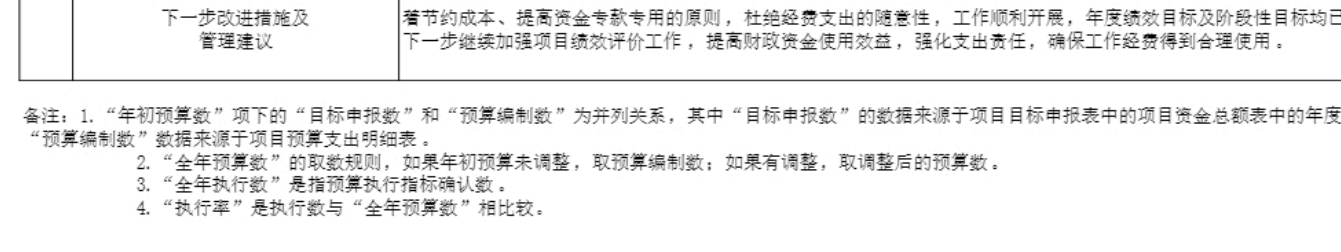 下一步改进措施及
管理建议
着节约成本、提高资金专款专用的原则，杜绝经费支出的随意性，工作顺利开展，年度绩效目标及阶段性目标均已
下一步继续加强项目绩效评价工作，提高财政资金使用效益，强化支出责任，确保工作经费得到合理使用。
备注：1.“年初预算数”项下的“目标申报数”和“预算编制数”为并列关系，其中“目标申报数”的数据来源于项目目标申报表中的项目资金总额表中的年度
“预算编制数”数据来源于项目预算支出明细表。
2.“全年预算数”的取数规则，如果年初预算未调整，取预算编制数；如果有调整，取调整后的预算数。
3.“全年执行数”是指预算执行指标确认数。
4.“执行率”是执行数与“全年预算数”相比较。